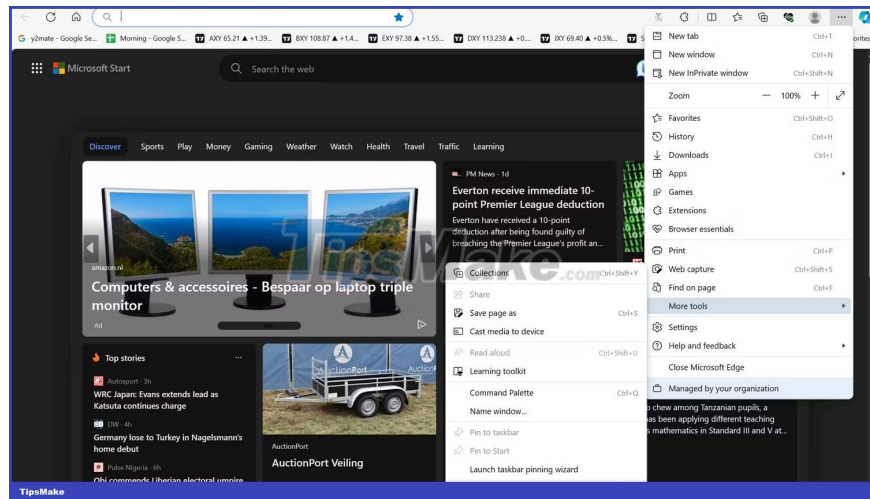 y2mate - Google Se...
Morning - Google S...
AXY 65.21 ▲ +1.39...
BXY 108.87 ▲ +1.4...
EXY 97.38 ▲ +1.55...
DXY 113.238 ▲ +0....
JXY 69.40 ▲ +0.5%...
Microsoft Start
Search the web
Discover Sports Play Money Gaming Weather Watch Health Travel Traffic Learning
amazon.nl
Computers & accessoires - Bespaar op laptop triple
monitor
Ad
PM News - 1d
Everton receive immediate 10-
point Premier League deduction
Everton have received a 10-point
deduction after being found guilty of
breaching the Premier League's profit an...
TipsMake.com
Top stories
Autosport · 3h
WRC Japan: Evans extends lead as
Katsuta continues charge
DW · 4h
Germany lose to Turkey in Nagelsmann's
home debut
Pulse Nigeria · 6h
Obi commends Liberian electoral umpire
AuctionPort
AuctionPort
AuctionPort Veiling
New tab Ctrl+T
New window Ctrl+N
New InPrivate window Ctrl+Shift+N
Zoom — 100% +
Favorites Ctrl+Shift+O
History Ctrl+H
Downloads Ctrl+J
Apps
Games
Extensions
Browser essentials
Print Ctrl+P
Web capture Ctrl+Shift+S
Find on page Ctrl+F
More tools
Settings
Help and feedback
Close Microsoft Edge
Managed by your organization
Collections Ctrl+Shift+Y
Share
Save page as Ctrl+S
Cast media to device
Read aloud Ctrl+Shift+U
Learning toolkit
Command Palette Ctrl+Q
Name window...
Pin to taskbar
Pin to Start
Launch taskbar pinning wizard
chew among Tanzanian pupils, a
has been applying different teaching
mathematics in Standard III and V at...
TipsMake